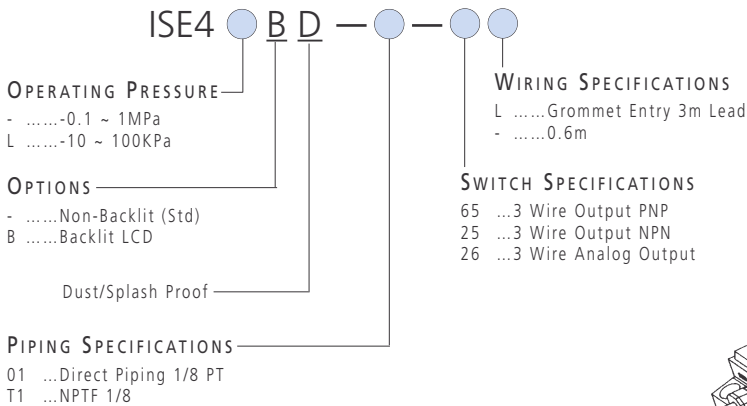 ISE4 B D — —
OPERATING PRESSURE
- ……-0.1 ~ 1MPa
L ……-10 ~ 100KPa
OPTIONS
- ……Non-Backlit (Std)
B ……Backlit LCD
Dust/Splash Proof
PIPING SPECIFICATIONS
01 …Direct Piping 1/8 PT
T1 …NPTF 1/8
WIRING SPECIFICATIONS
L ……Grommet Entry 3m Lead
- ……0.6m
SWITCH SPECIFICATIONS
65 …3 Wire Output PNP
25 …3 Wire Output NPN
26 …3 Wire Analog Output